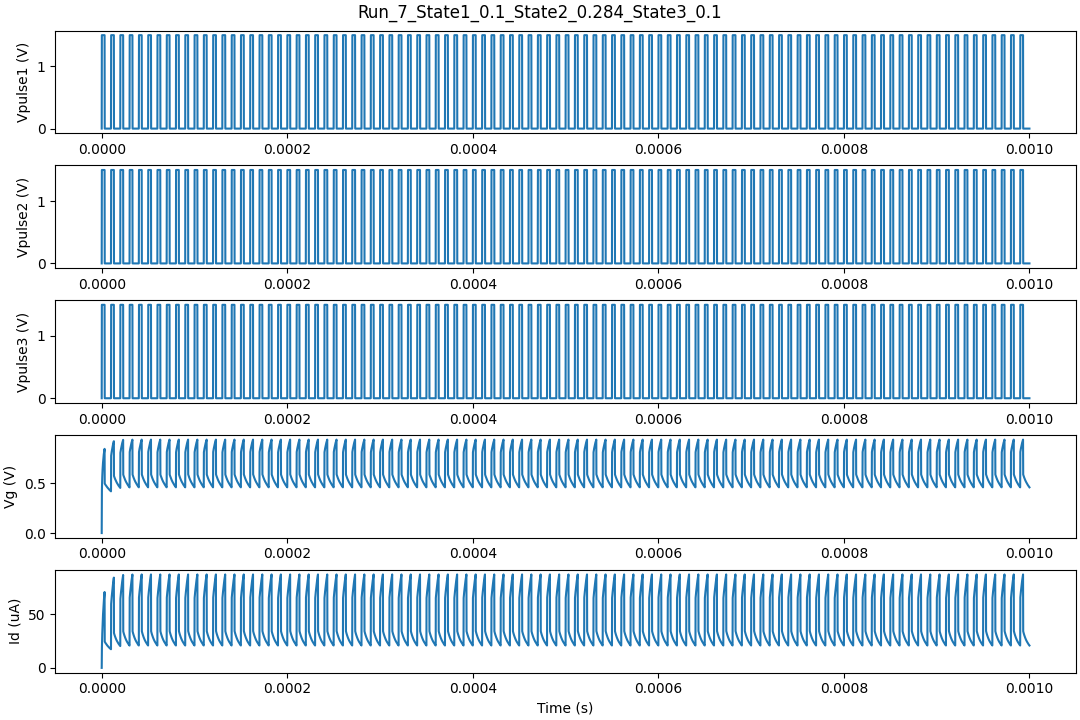 Run_7_State1_0.1_State2_0.284_State3_0.1
Vpulse1 (V)
1
0
0.0000 0.0002 0.0004 0.0006 0.0008 0.0010
Vpulse2 (V)
1
0
0.0000 0.0002 0.0004 0.0006 0.0008 0.0010
Vpulse3 (V)
1
0
0.0000 0.0002 0.0004 0.0006 0.0008 0.0010
Vg (V)
0.5
0.0
0.0000 0.0002 0.0004 0.0006 0.0008 0.0010
Id (uA)
50
0
0.0000 0.0002 0.0004 0.0006 0.0008 0.0010
Time (s)